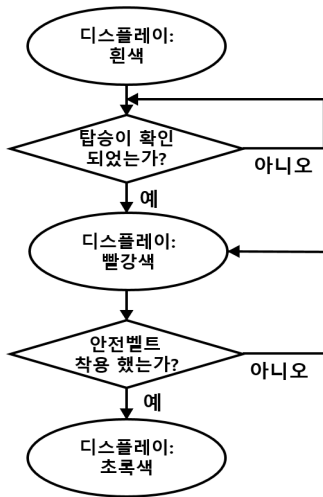 디스플레이:
흰색
탑승이 확인
되었는가?
아니오
예
디스플레이:
빨강색
안전벨트
착용 했는가?
아니오
예
디스플레이:
초록색